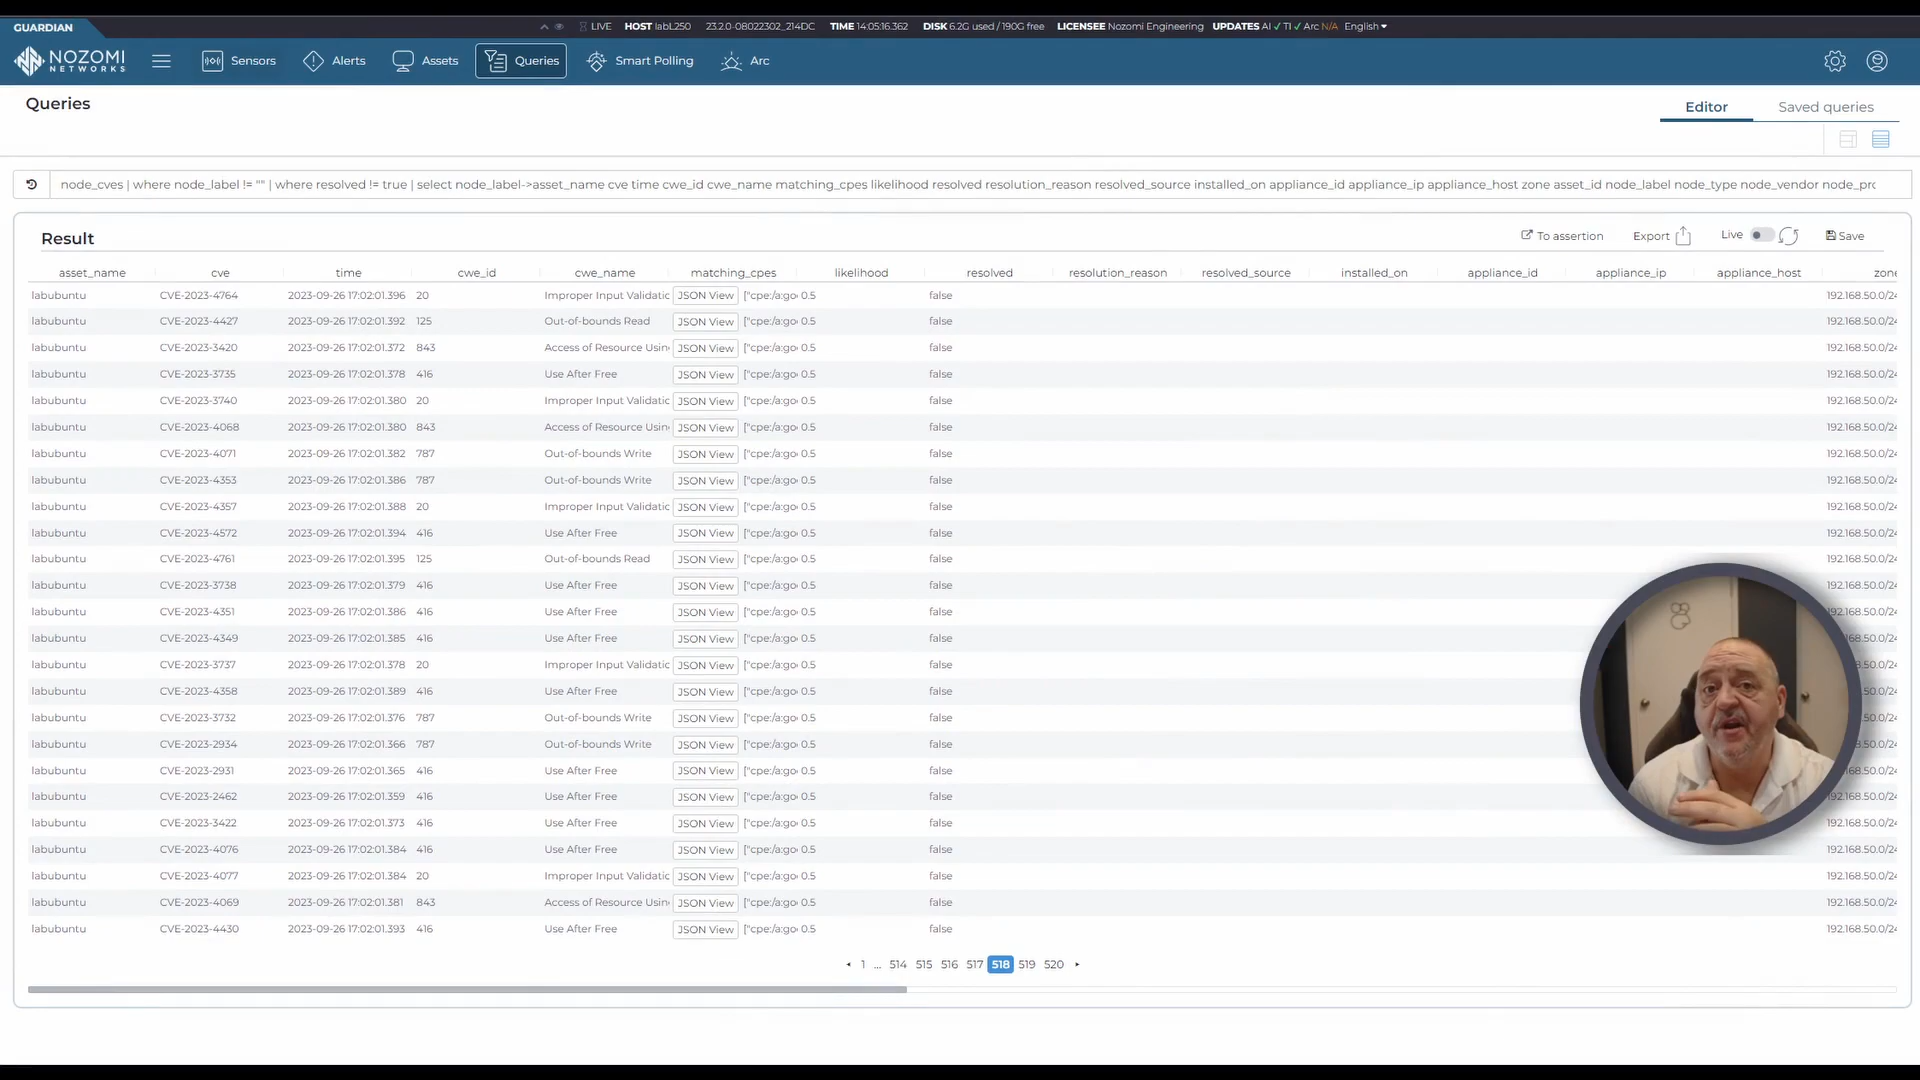 GUARDIAN
LIVE HOST labL250 23.2.0-08022302_214DC TIME 14:05:16.362 DISK 6.2G used / 190G free LICENSEE Nozomi Engineering UPDATES AI ✓ TI ✓ Arc N/A English
NOZOMI NETWORKS Sensors Alerts Assets Queries Smart Polling Arc
Queries
Editor Saved queries
node_cves | where node_label != "" | where resolved != true | select node_label->asset_name cve time cwe_id cwe_name matching_cpes likelihood resolved resolution_reason resolved_source installed_on appliance_id appliance_ip appliance_host zone asset_id node_label node_type node_vendor node_prc
Result
To assertion Export Live Save
asset_name cve time cwe_id cwe_name matching_cpes likelihood resolved resolution_reason resolved_source installed_on appliance_id appliance_ip appliance_host zone
labubuntu CVE-2023-4764 2023-09-26 17:02:01.396 20 Improper Input Validatic JSON View ["cpe:/a:go 0.5 false 192.168.50.0/24
labubuntu CVE-2023-4427 2023-09-26 17:02:01.392 125 Out-of-bounds Read JSON View ["cpe:/a:go 0.5 false 192.168.50.0/24
labubuntu CVE-2023-3420 2023-09-26 17:02:01.372 843 Access of Resource Usin JSON View ["cpe:/a:go 0.5 false 192.168.50.0/24
labubuntu CVE-2023-3735 2023-09-26 17:02:01.378 416 Use After Free JSON View ["cpe:/a:go 0.5 false 192.168.50.0/24
labubuntu CVE-2023-3740 2023-09-26 17:02:01.380 20 Improper Input Validatic JSON View ["cpe:/a:go 0.5 false 192.168.50.0/24
labubuntu CVE-2023-4068 2023-09-26 17:02:01.380 843 Access of Resource Usin JSON View ["cpe:/a:go 0.5 false 192.168.50.0/24
labubuntu CVE-2023-4071 2023-09-26 17:02:01.382 787 Out-of-bounds Write JSON View ["cpe:/a:go 0.5 false 192.168.50.0/24
labubuntu CVE-2023-4353 2023-09-26 17:02:01.386 787 Out-of-bounds Write JSON View ["cpe:/a:go 0.5 false 192.168.50.0/24
labubuntu CVE-2023-4357 2023-09-26 17:02:01.388 20 Improper Input Validatic JSON View ["cpe:/a:go 0.5 false 192.168.50.0/24
labubuntu CVE-2023-4572 2023-09-26 17:02:01.394 416 Use After Free JSON View ["cpe:/a:go 0.5 false 192.168.50.0/24
labubuntu CVE-2023-4761 2023-09-26 17:02:01.395 125 Out-of-bounds Read JSON View ["cpe:/a:go 0.5 false 192.168.50.0/24
labubuntu CVE-2023-3738 2023-09-26 17:02:01.379 416 Use After Free JSON View ["cpe:/a:go 0.5 false 192.168.50.0/24
labubuntu CVE-2023-4351 2023-09-26 17:02:01.386 416 Use After Free JSON View ["cpe:/a:go 0.5 false .168.50.0/24
labubuntu CVE-2023-4349 2023-09-26 17:02:01.385 416 Use After Free JSON View ["cpe:/a:go 0.5 false 68.50.0/24
labubuntu CVE-2023-3737 2023-09-26 17:02:01.378 20 Improper Input Validatic JSON View ["cpe:/a:go 0.5 false 8.50.0/24
labubuntu CVE-2023-4358 2023-09-26 17:02:01.389 416 Use After Free JSON View ["cpe:/a:go 0.5 false .50.0/24
labubuntu CVE-2023-3732 2023-09-26 17:02:01.376 787 Out-of-bounds Write JSON View ["cpe:/a:go 0.5 false .50.0/24
labubuntu CVE-2023-2934 2023-09-26 17:02:01.366 787 Out-of-bounds Write JSON View ["cpe:/a:go 0.5 false 8.50.0/24
labubuntu CVE-2023-2931 2023-09-26 17:02:01.365 416 Use After Free JSON View ["cpe:/a:go 0.5 false 68.50.0/24
labubuntu CVE-2023-2462 2023-09-26 17:02:01.359 416 Use After Free JSON View ["cpe:/a:go 0.5 false 192.168.50.0/24
labubuntu CVE-2023-3422 2023-09-26 17:02:01.373 416 Use After Free JSON View ["cpe:/a:go 0.5 false 192.168.50.0/24
labubuntu CVE-2023-4076 2023-09-26 17:02:01.384 416 Use After Free JSON View ["cpe:/a:go 0.5 false 192.168.50.0/24
labubuntu CVE-2023-4077 2023-09-26 17:02:01.384 20 Improper Input Validatic JSON View ["cpe:/a:go 0.5 false 192.168.50.0/24
labubuntu CVE-2023-4069 2023-09-26 17:02:01.381 843 Access of Resource Usin JSON View ["cpe:/a:go 0.5 false 192.168.50.0/24
labubuntu CVE-2023-4430 2023-09-26 17:02:01.393 416 Use After Free JSON View ["cpe:/a:go 0.5 false 192.168.50.0/24
1 ... 514 515 516 517 518 519 520